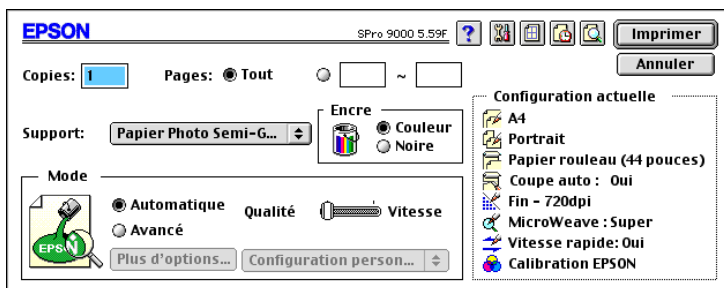 EPSON
SPro 9000 5.59F
?
Imprimer
Annuler
Copies: 1
Pages: Tout
~
Support: Papier Photo Semi-G...
Encre
Couleur
Noire
Mode
Automatique
Avancé
Qualité
Vitesse
Plus d'options...
Configuration person...
EPSON
Configuration actuelle
A4
Portrait
Papier rouleau (44 pouces)
Coupe auto : Oui
Fin - 720dpi
MicroWeave : Super
Vitesse rapide: Oui
Calibration EPSON